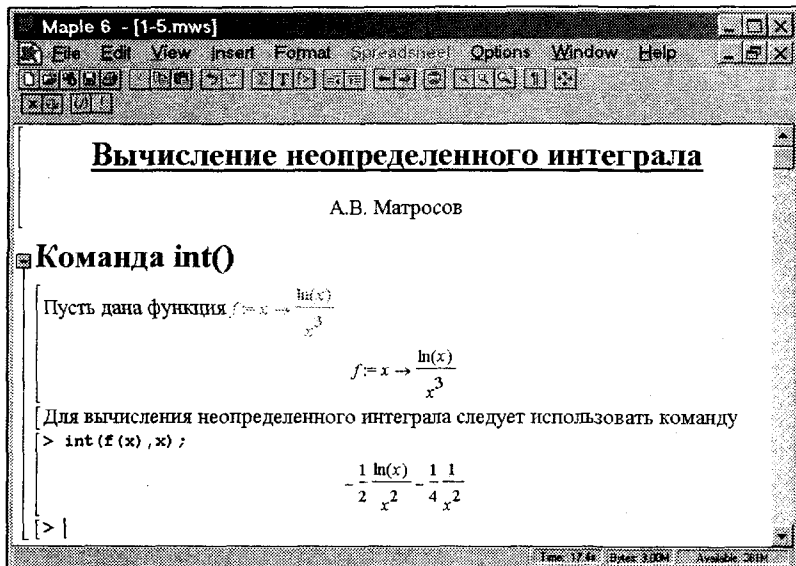 Maple 6 - [1-5.mws]
File Edit View Insert Format Spreadsheet Options Window Help
Вычисление неопределенного интеграла
А.В. Матросов
Команда int()
Пусть дана функция f := x → ln(x)/x^3
f := x → ln(x)/x^3
Для вычисления неопределенного интеграла следует использовать команду
> int(f(x),x);
- 1/2 ln(x)/x^2 - 1/4 1/x^2
>
Time: 17.4s Bytes: 3.00M Available: 381M